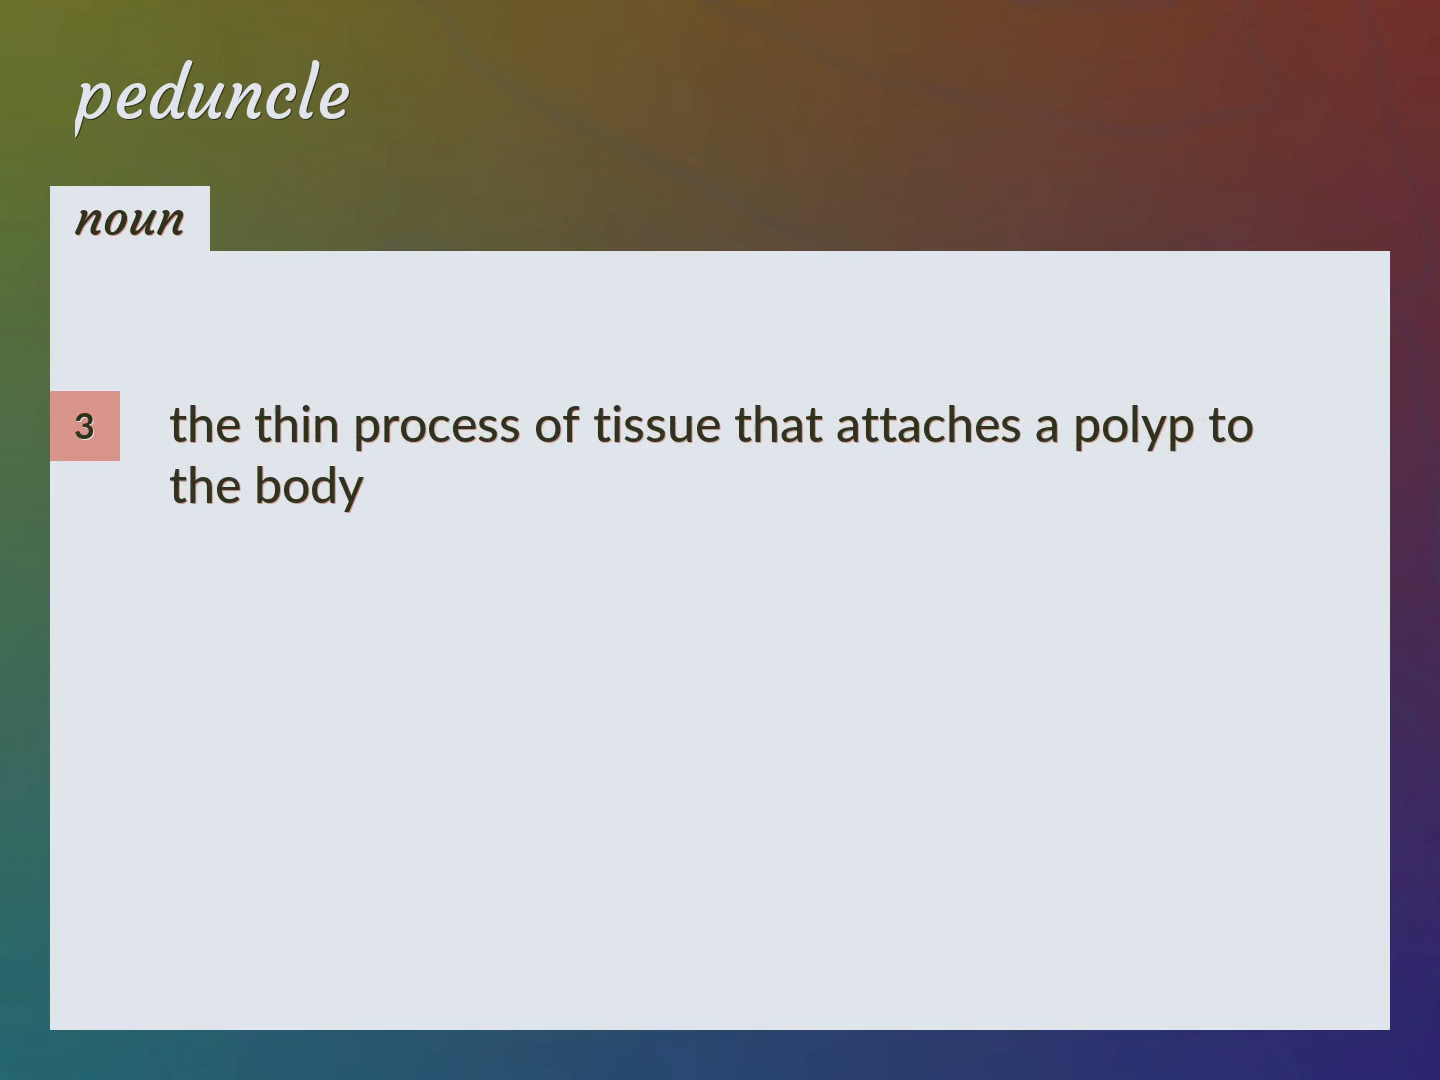 peduncle
noun
3
the thin process of tissue that attaches a polyp to
the body